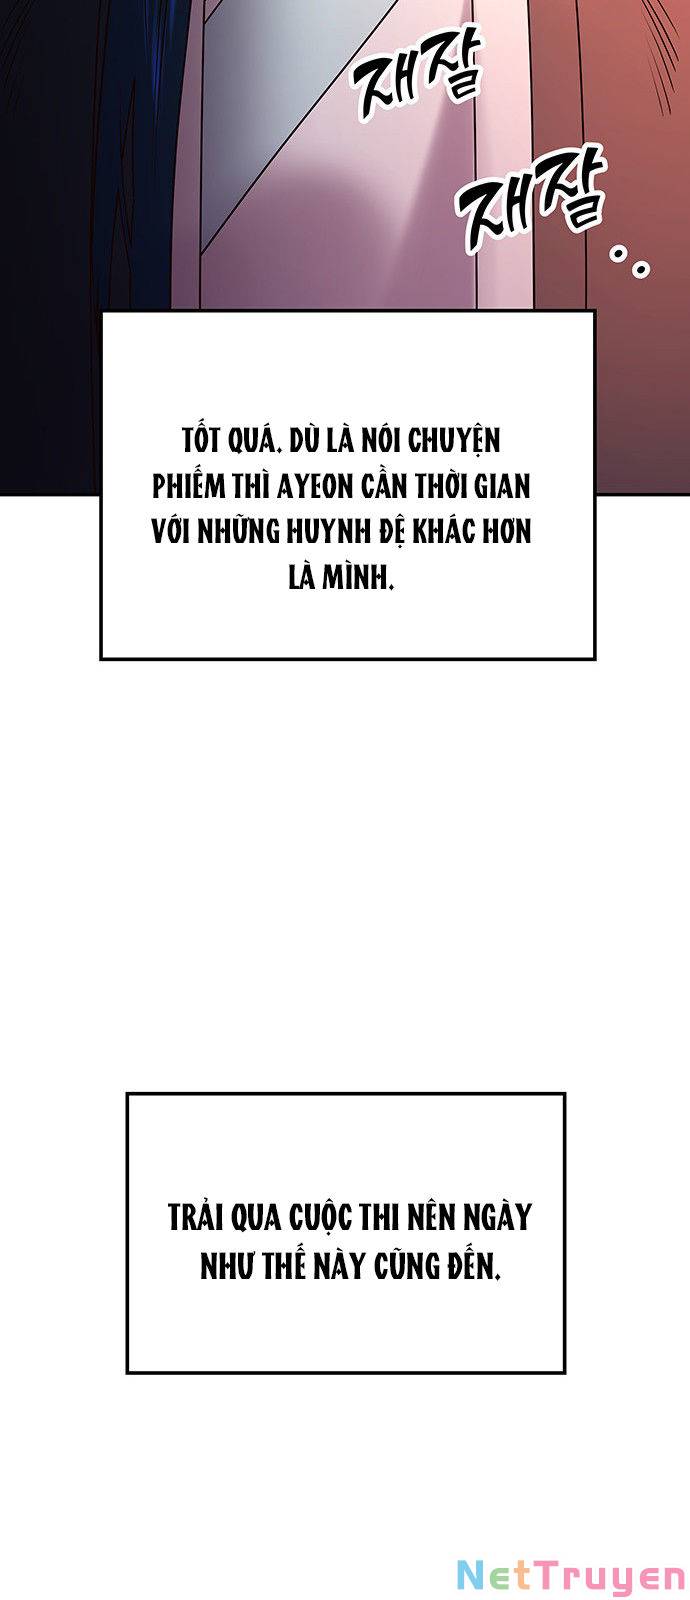 재잘
재잘..
TỐT QUÁ. DÙ LÀ NÓI CHUYỆN
PHIẾM THÌ AYEON CẦN THỜI GIAN
VỚI NHỮNG HUYNH ĐỆ KHÁC HƠN
LÀ MÌNH.
TRẢI QUA CUỘC THI NÊN NGÀY
NHƯ THẾ NÀY CŨNG ĐẾN.
NetTruyen